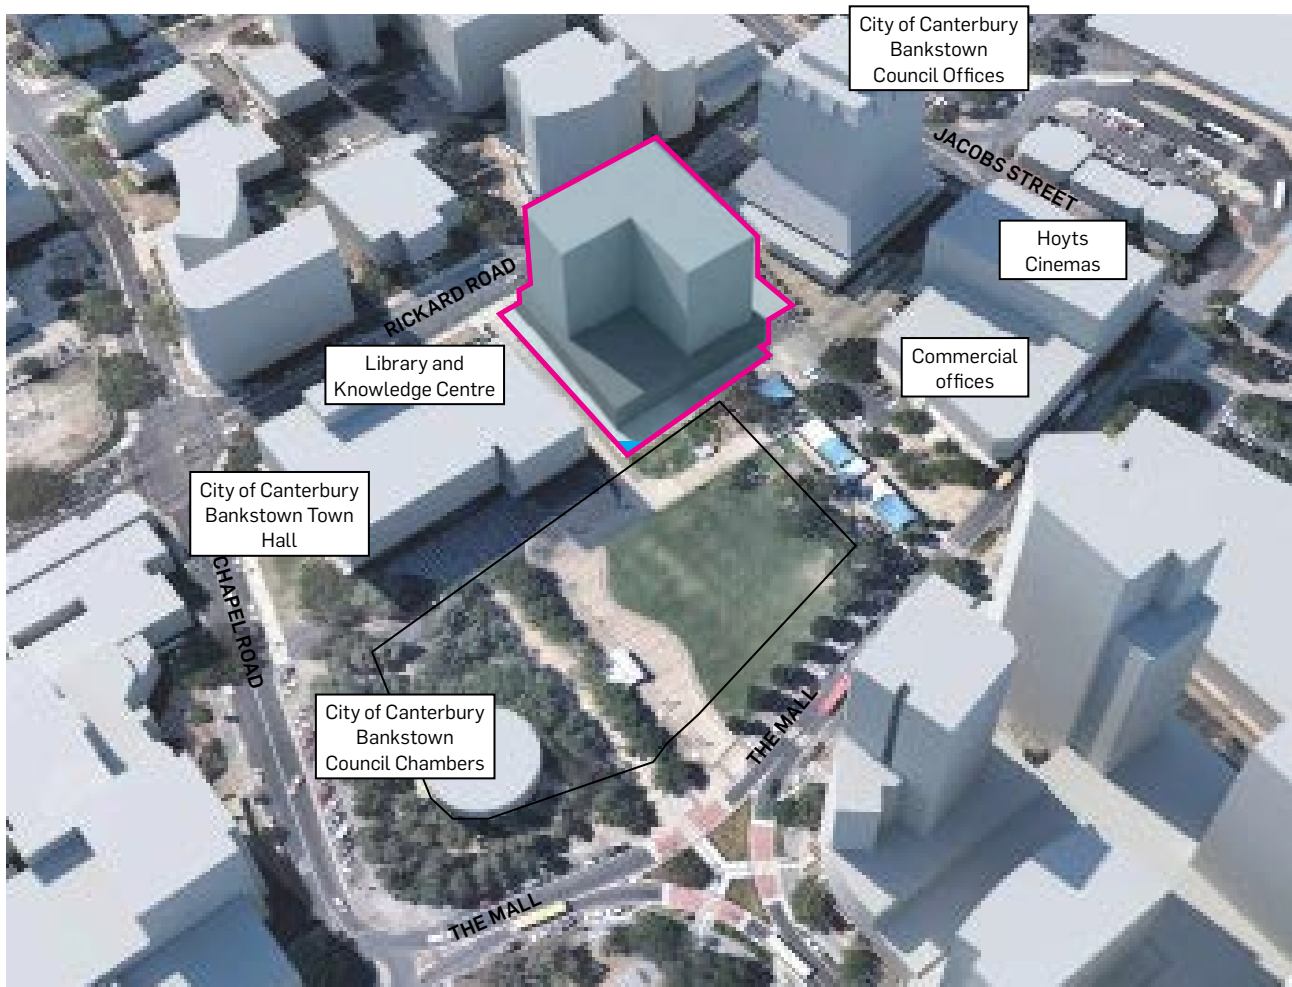 City of Canterbury
Bankstown
Council Offices
JACOBS STREET
Hoyts
Cinemas
RICKARD ROAD
Library and
Knowledge Centre
Commercial
offices
City of Canterbury
Bankstown Town
Hall
CHAPEL ROAD
City of Canterbury
Bankstown
Council Chambers
THE MALL
THE MALL